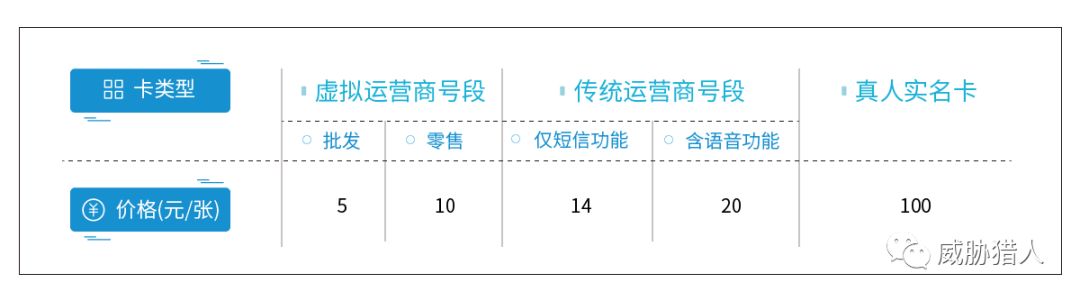 卡类型 虚拟运营商号段 传统运营商号段 真人实名卡
批发 零售 仅短信功能 含语音功能
价格(元/张) 5 10 14 20 100
威胁猎人